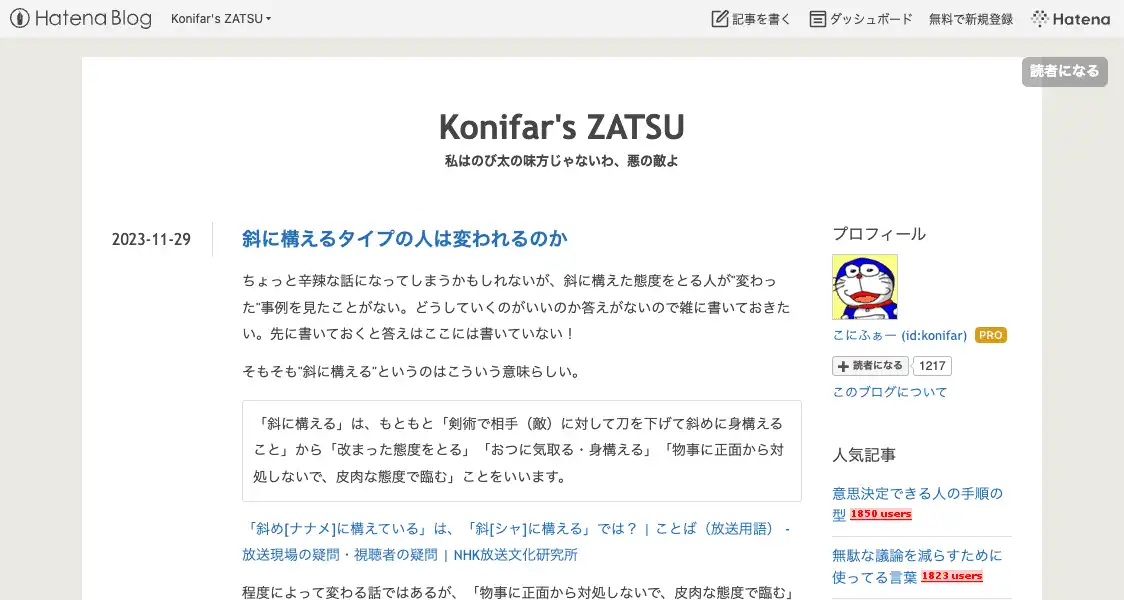 Hatena Blog
Konifar's ZATSU
記事を書く
ダッシュボード
無料で新規登録
Hatena
読者になる
Konifar's ZATSU
私はのび太の味方じゃないわ、悪の敵よ
2023-11-29
斜に構えるタイプの人は変われるのか
ちょっと辛辣な話になってしまうかもしれないが、斜に構えた態度をとる人が"変わっ
た"事例を見たことがない。どうしていくのがいいのか答えがないので雑に書いておきた
い。先に書いておくと答えはここには書いていない！
そもそも"斜に構える"というのはこういう意味らしい。
「斜に構える」は、もともと「剣術で相手（敵）に対して刀を下げて斜めに身構える
こと」から「改まった態度をとる」「おつに気取る・身構える」「物事に正面から対
処しないで、皮肉な態度で臨む」ことをいいます。
「斜め[ナナメ]に構えている」は、「斜[シャ]に構える」では？ | ことば（放送用語） -
放送現場の疑問・視聴者の疑問 | NHK放送文化研究所
程度によって変わる話ではあるが、「物事に正面から対処しないで、皮肉な態度で臨む」
プロフィール
こにふぁー (id:konifar) PRO
読者になる 1217
このブログについて
人気記事
意思決定できる人の手順の
型 1850 users
無駄な議論を減らすために
使ってる言葉 1823 users